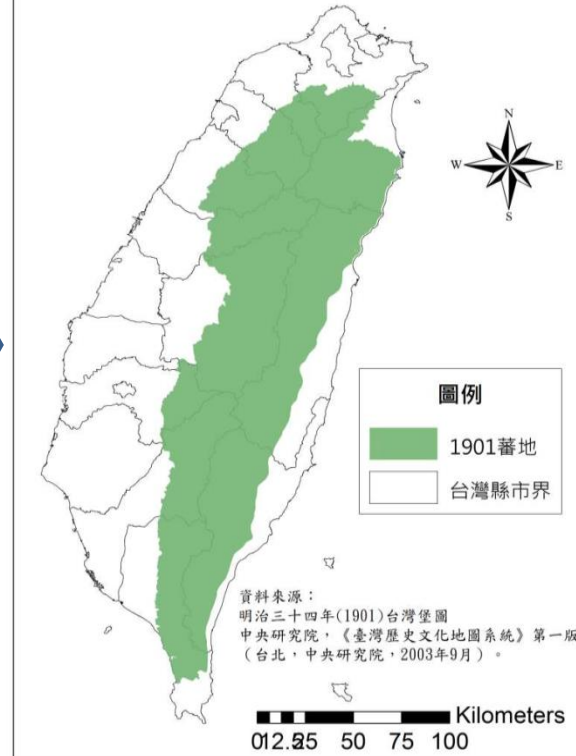 N
W
E
S
圖例
1901蕃地
台灣縣市界
資料來源：
明治三十四年(1901)台灣堡圖
中央研究院，《臺灣歷史文化地圖系統》第一版
（台北，中央研究院，2003年9月）。
Kilometers
0 12.5 25 50 75 100